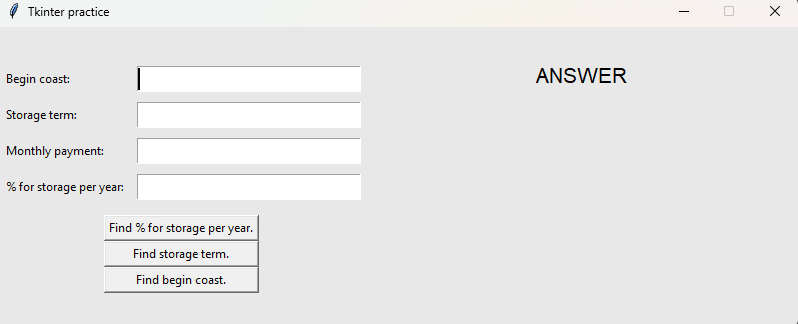 Tkinter practice
Begin coast:
ANSWER
Storage term:
Monthly payment:
% for storage per year:
Find % for storage per year.
Find storage term.
Find begin coast.